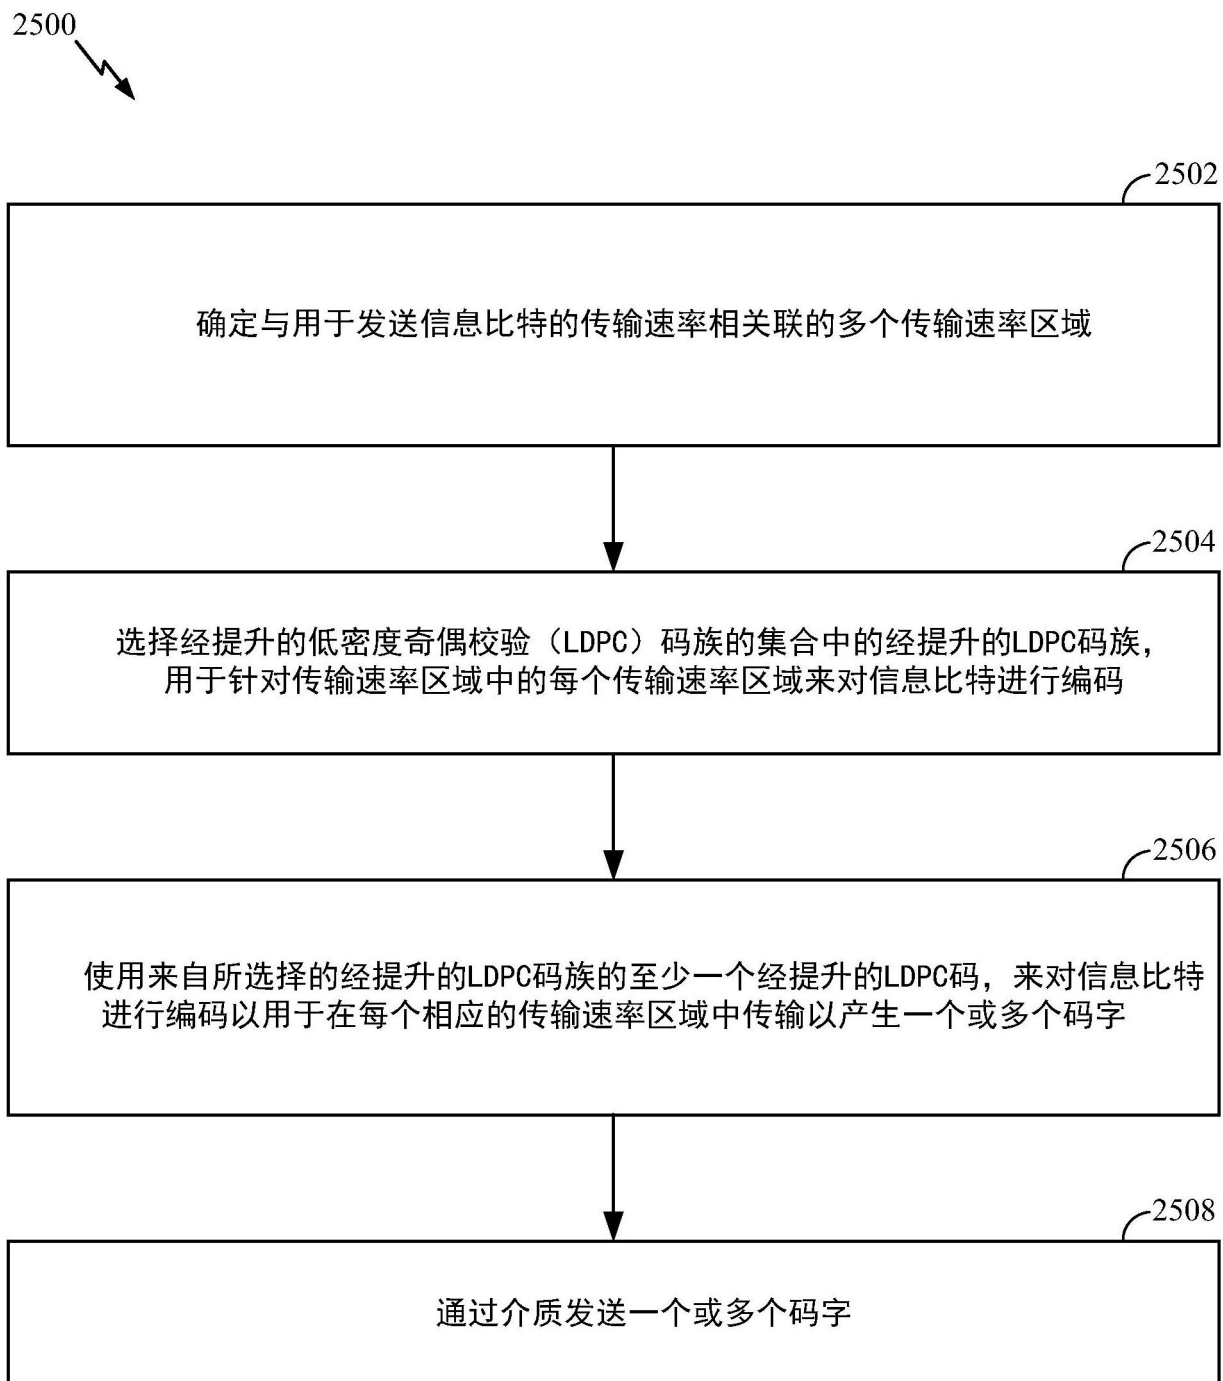 2500
2502
确定与用于发送信息比特的传输速率相关联的多个传输速率区域
2504
选择经提升的低密度奇偶校验（LDPC）码族的集合中的经提升的LDPC码族，
用于针对传输速率区域中的每个传输速率区域来对信息比特进行编码
2506
使用来自所选择的经提升的LDPC码族的至少一个经提升的LDPC码，来对信息比特
进行编码以用于在每个相应的传输速率区域中传输以产生一个或多个码字
2508
通过介质发送一个或多个码字